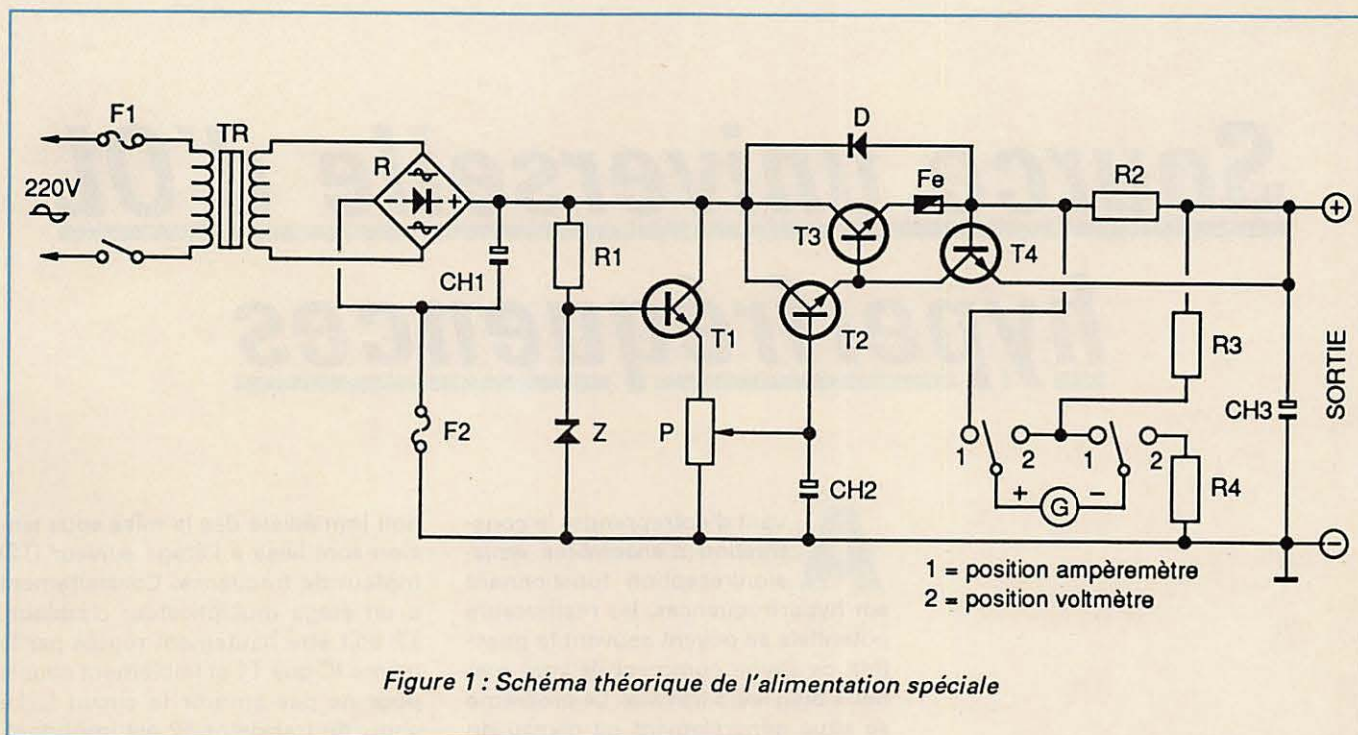 F1
TR
220V
R
CH1
F2
R1
Z
T1
P
T2
CH2
D
T3
Fe
T4
R2
R3
CH3
SORTIE
+
−
1 2 1 2
+ G −
R4
1 = position ampèremètre
2 = position voltmètre
Figure 1 : Schéma théorique de l'alimentation spéciale